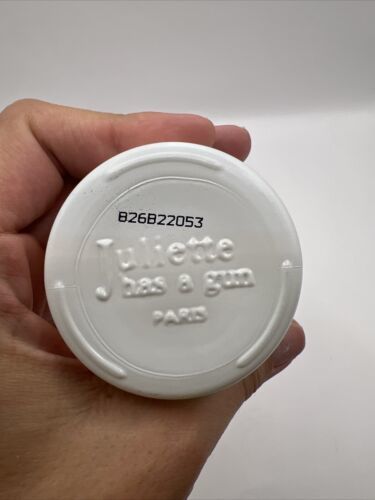 B26B22053
Juliette
has a gun
PARIS